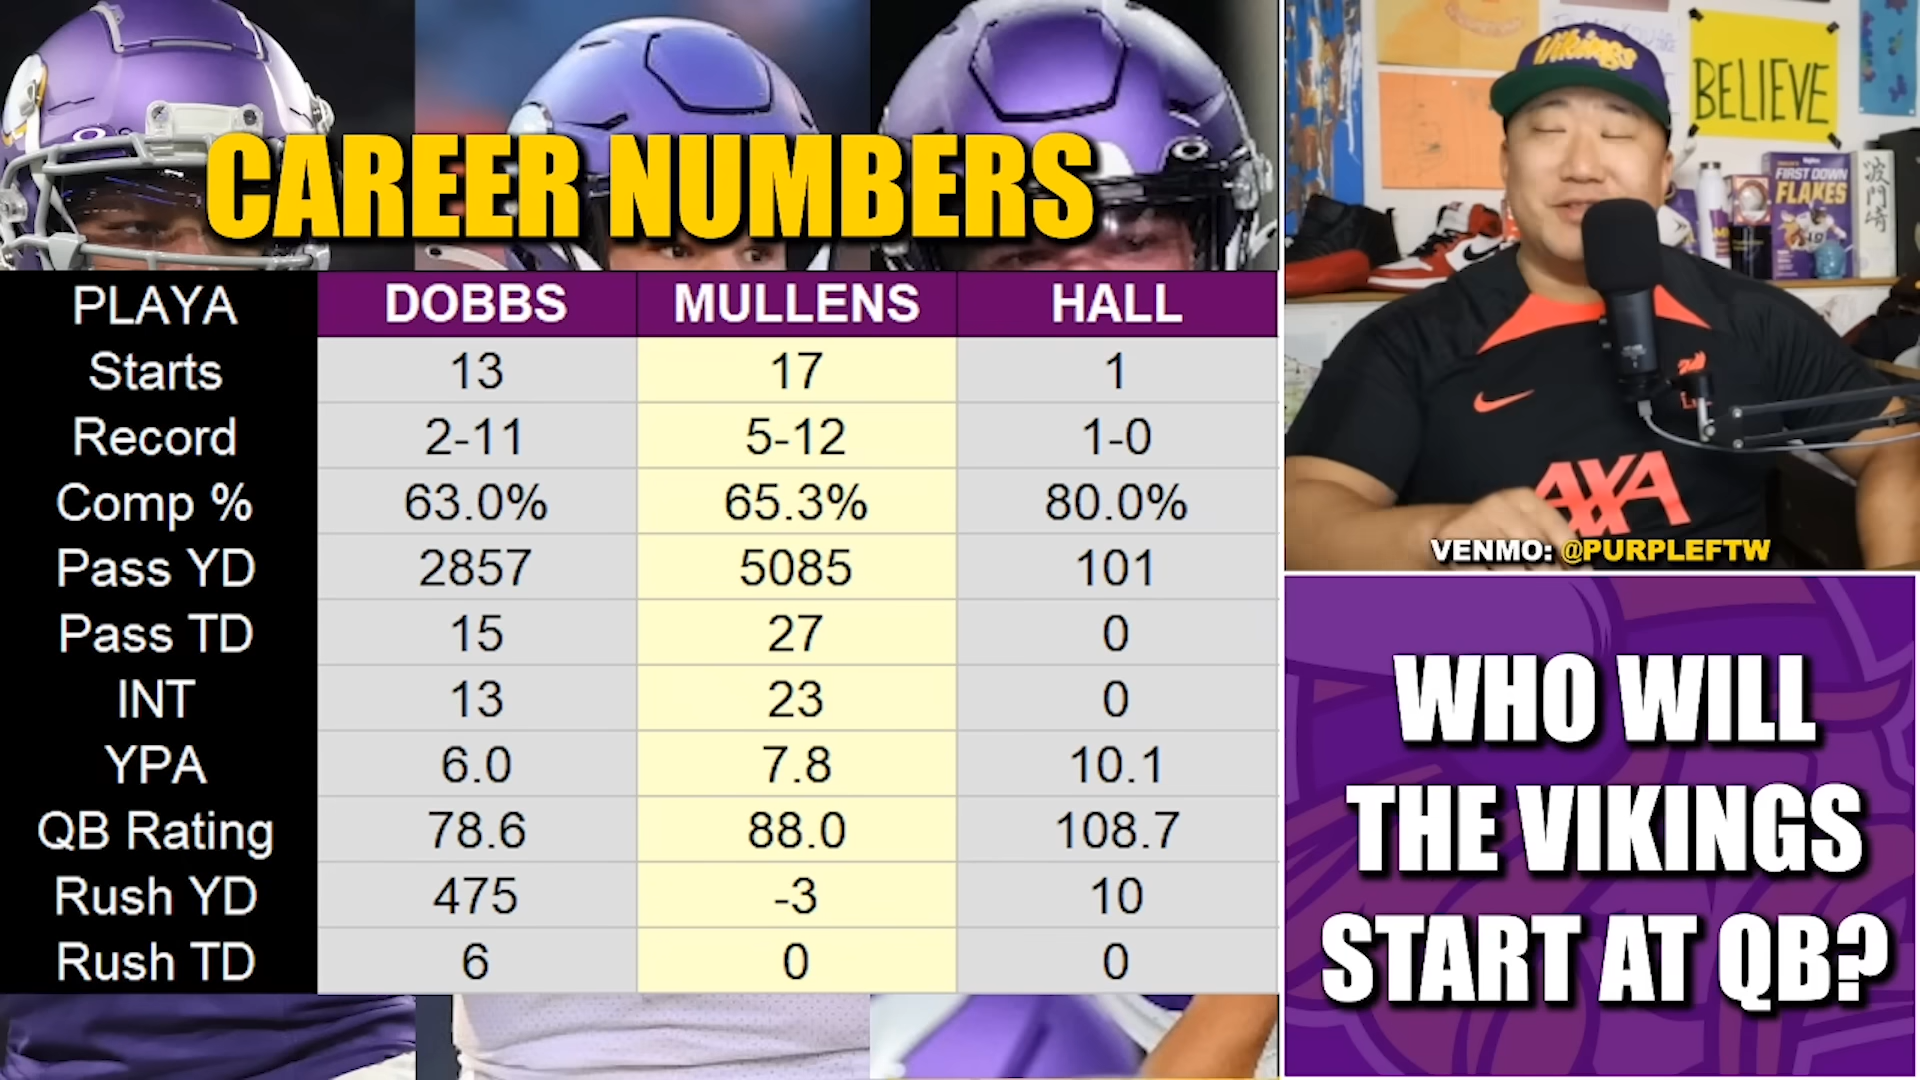 CAREER NUMBERS
PLAYA DOBBS MULLENS HALL
Starts 13 17 1
Record 2-11 5-12 1-0
Comp % 63.0% 65.3% 80.0%
Pass YD 2857 5085 101
Pass TD 15 27 0
INT 13 23 0
YPA 6.0 7.8 10.1
QB Rating 78.6 88.0 108.7
Rush YD 475 -3 10
Rush TD 6 0 0
Vikings
BELIEVE
FIRST DOWN
FLAKES
波門崎
AXA
VENMO: @PURPLEFTW
WHO WILL
THE VIKINGS
START AT QB?